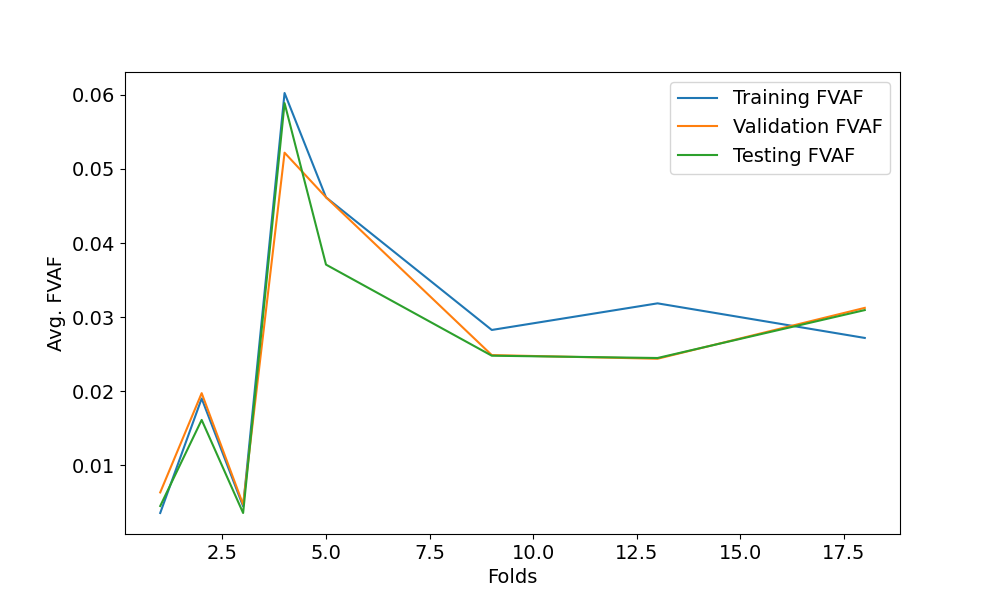 Training FVAF
Validation FVAF
Testing FVAF
0.06
0.05
0.04
0.03
0.02
0.01
Avg. FVAF
2.5 5.0 7.5 10.0 12.5 15.0 17.5
Folds